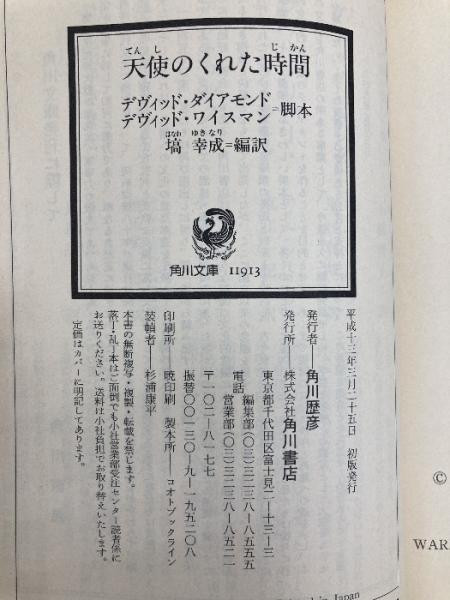 天使のくれた時間
てんし
じかん
デヴィッド・ダイアモンド
デヴィッド・ワイスマン
=脚本
はなわ ゆきなり
塙 幸成=編訳
角川文庫 11913
平成十三年三月二十五日 初版発行
発行者——角川歴彦
発行所——株式会社角川書店
東京都千代田区富士見二—十三—三
電話 編集部(〇三)三二三八—八五五五
営業部(〇三)三二三八—八五二一
〒一〇二—八一七七
振替〇〇一三〇—九—一九五二〇八
印刷所——暁印刷 製本所——コオトブックライン
装幀者——杉浦康平
本書の無断複写・複製・転載を禁じます。
落丁・乱丁本はご面倒でも小社営業部受注センター読者係に
お送りください。送料は小社負担でお取り替えいたします。
定価はカバーに明記してあります。
in Japan
©
WAR